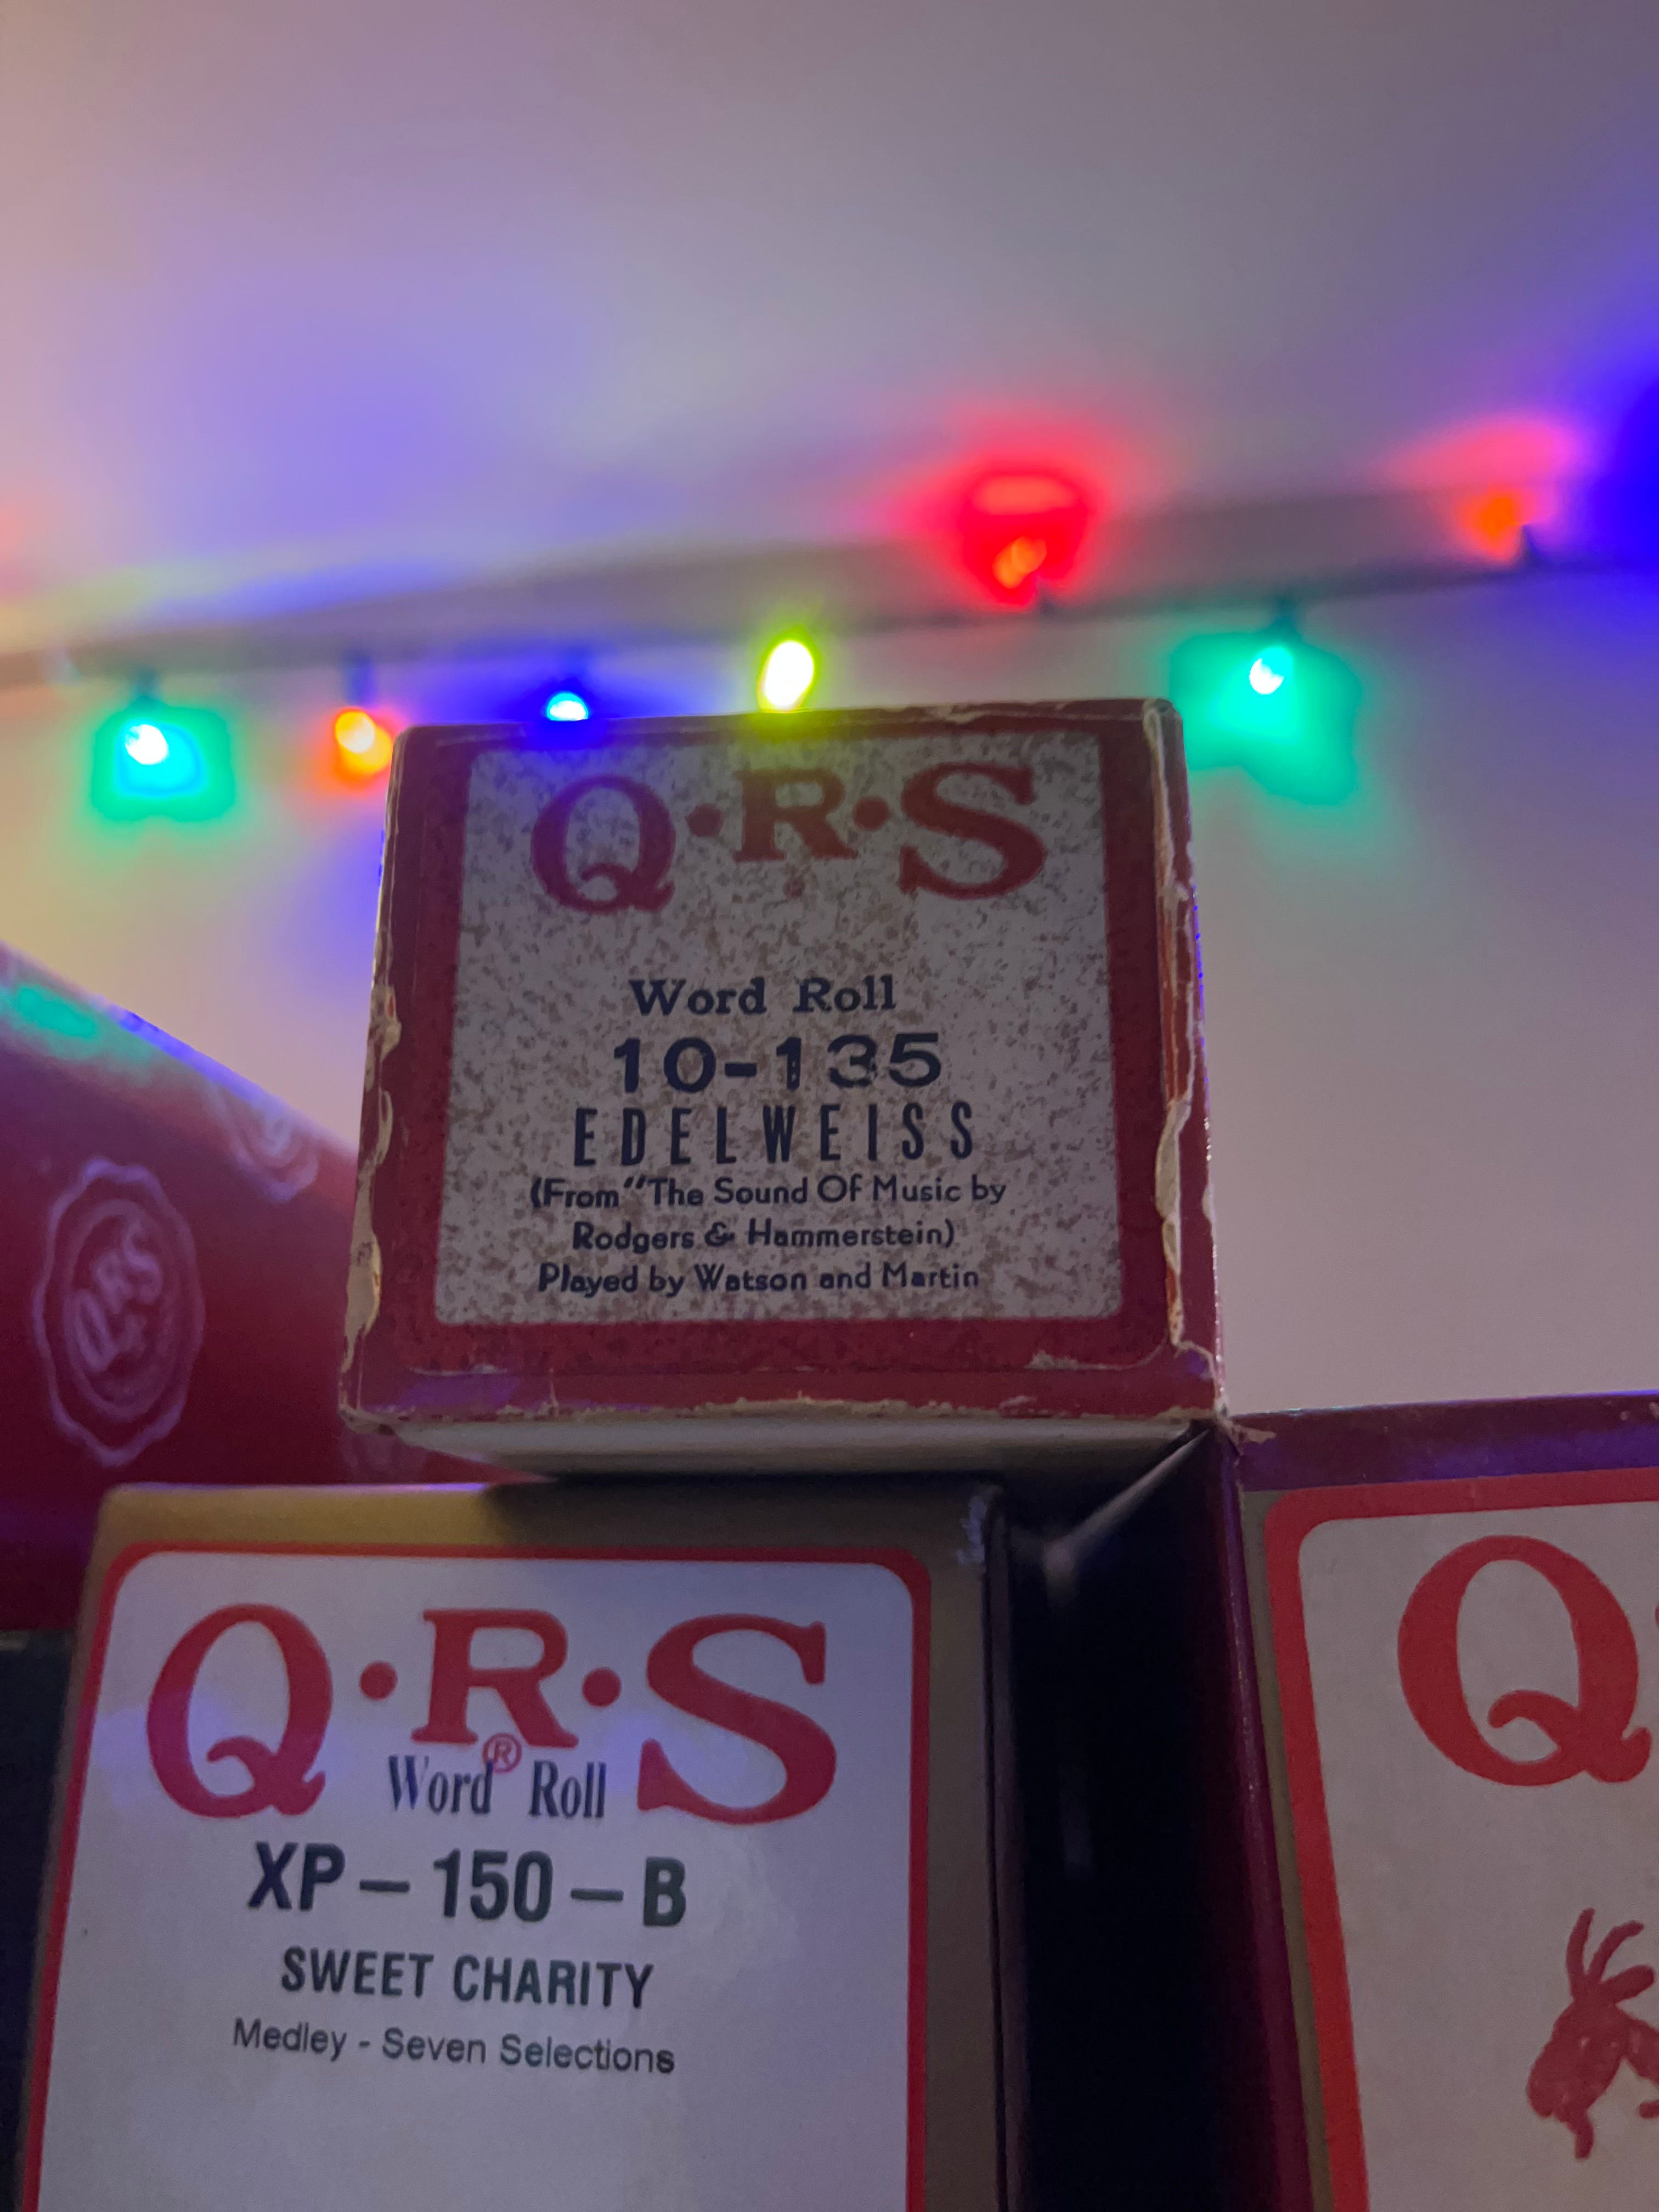 Q·R·S
Word Roll
10-135
EDELWEISS
(From "The Sound Of Music by
Rodgers & Hammerstein)
Played by Watson and Martin
QRS
Q·R·S
®
Word Roll
XP-150-B
SWEET CHARITY
Medley - Seven Selections
Q